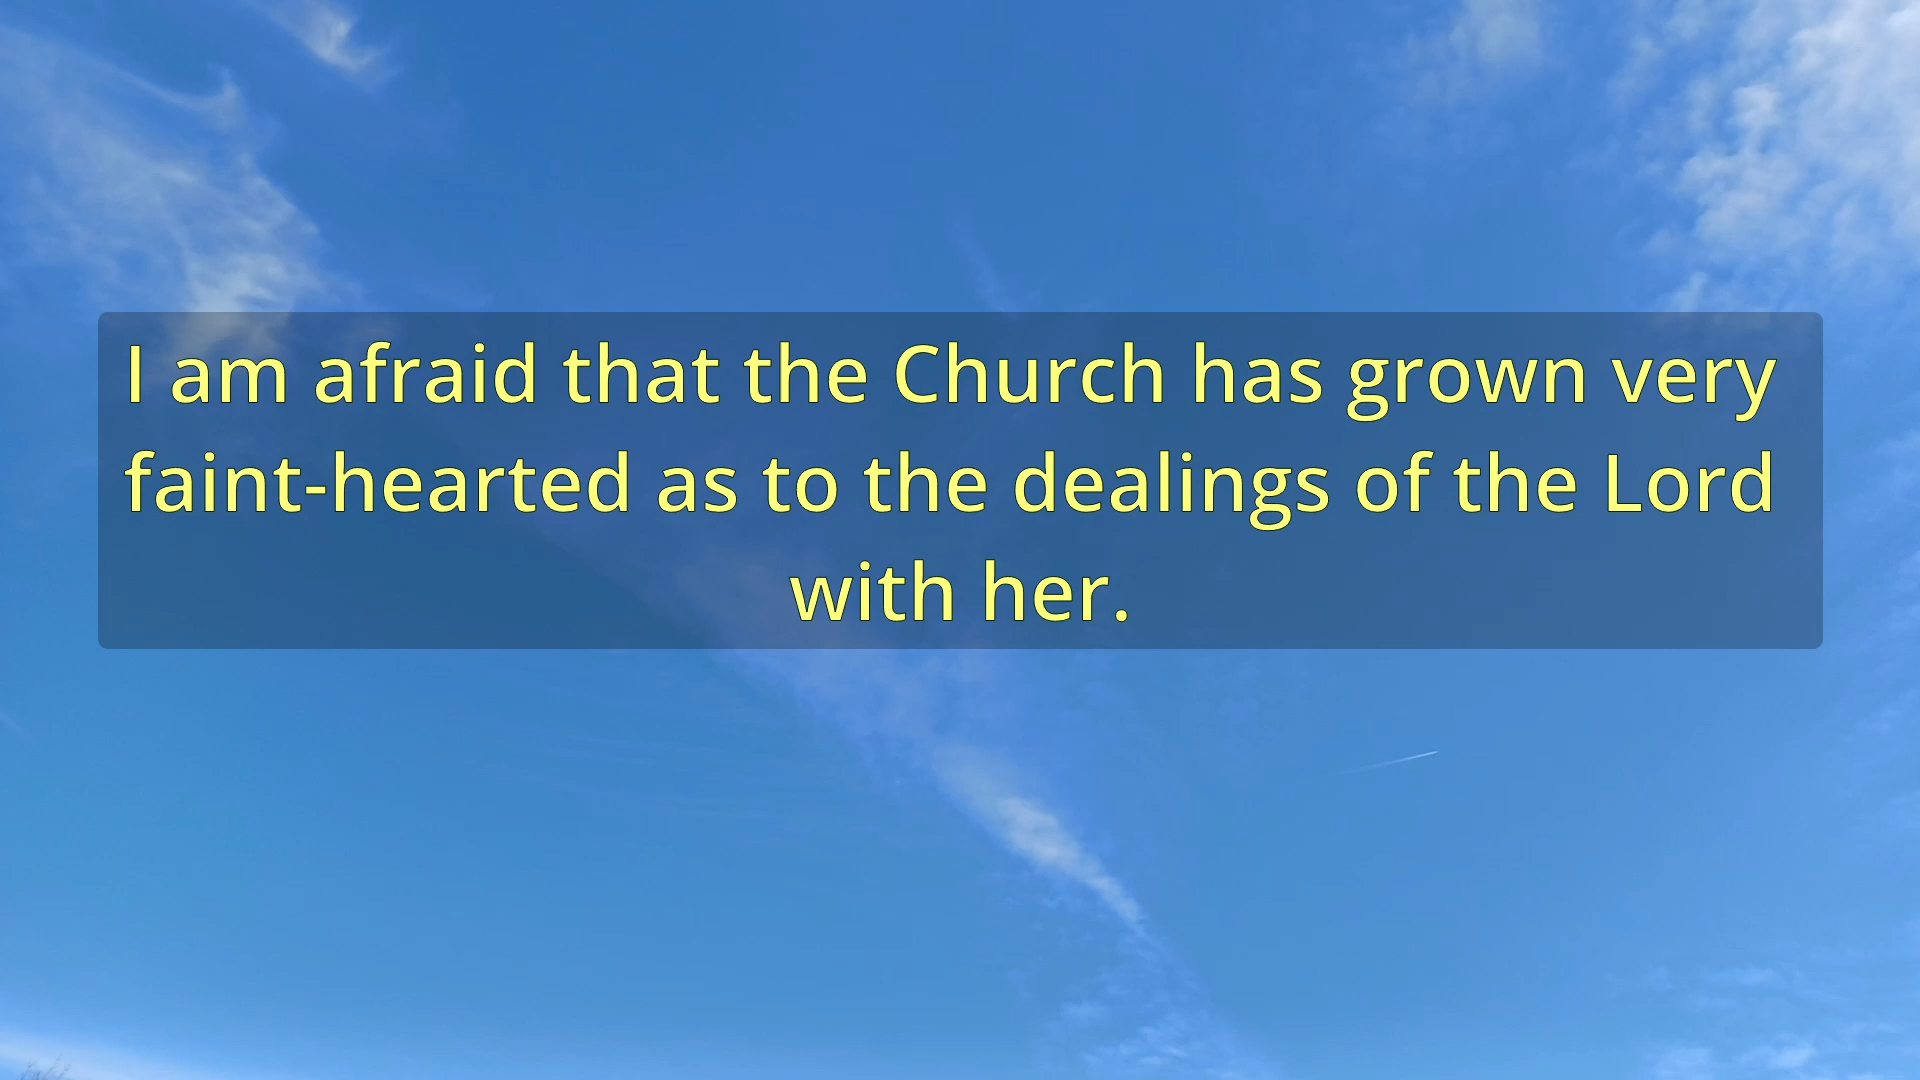 I am afraid that the Church has grown very
faint-hearted as to the dealings of the Lord
with her.